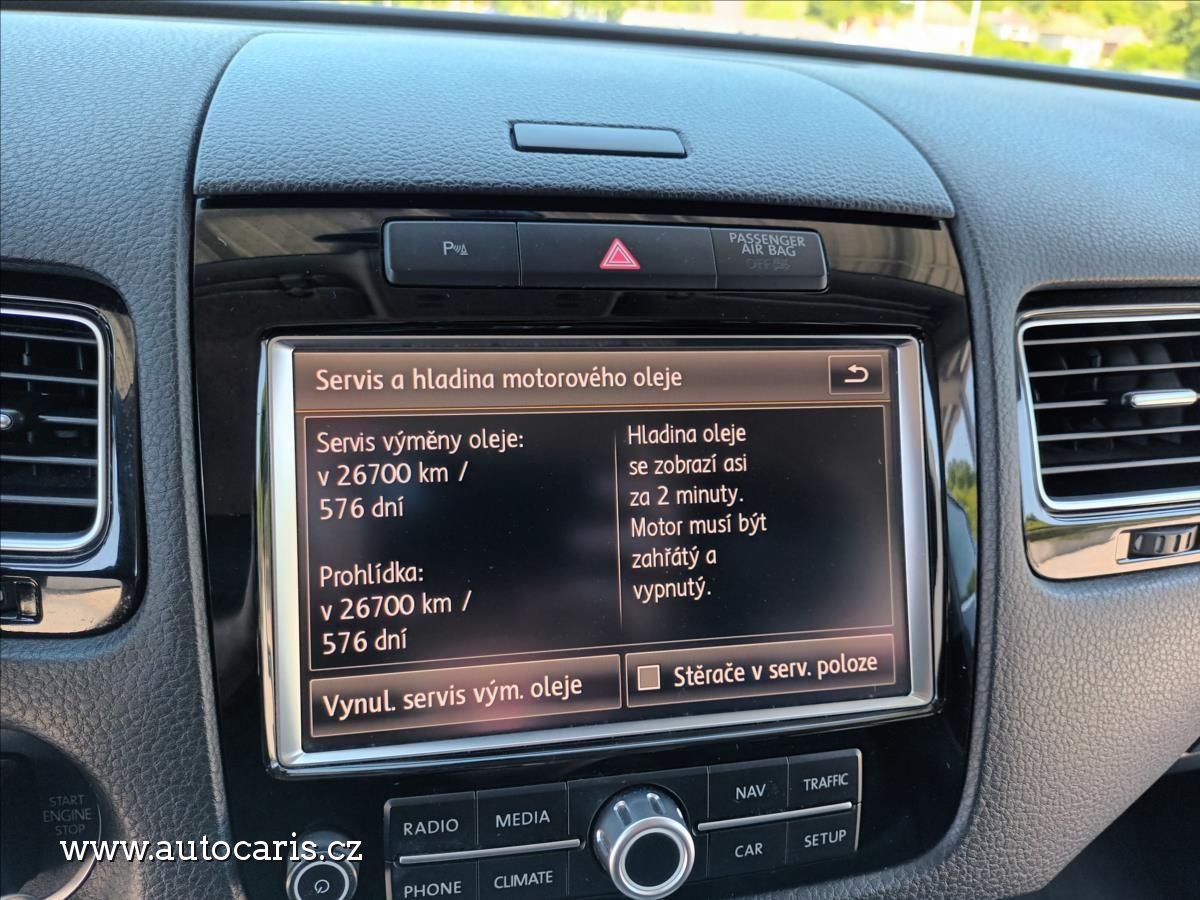 P
PASSENGER
AIR BAG
OFF
Servis a hladina motorového oleje
Servis výměny oleje:
v 26700 km /
576 dní
Prohlídka:
v 26700 km /
576 dní
Hladina oleje
se zobrazí asi
za 2 minuty.
Motor musí být
zahřátý a
vypnutý.
Vynul. servis vým. oleje
Stěrače v serv. poloze
START
ENGINE
STOP
RADIO
MEDIA
NAV
TRAFFIC
PHONE
CLIMATE
CAR
SETUP
www.autocaris.cz